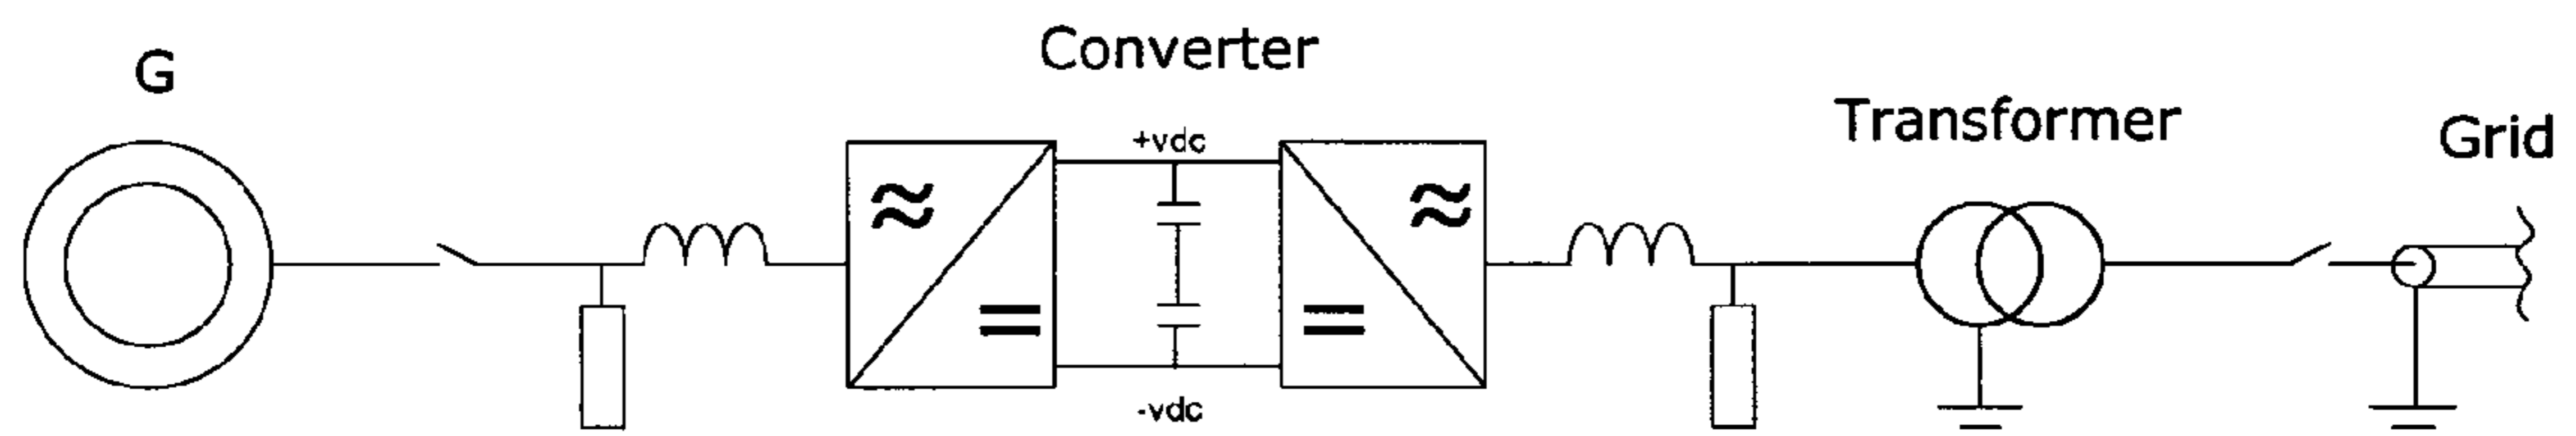 G
Converter
Transformer
Grid
+vdc
-vdc